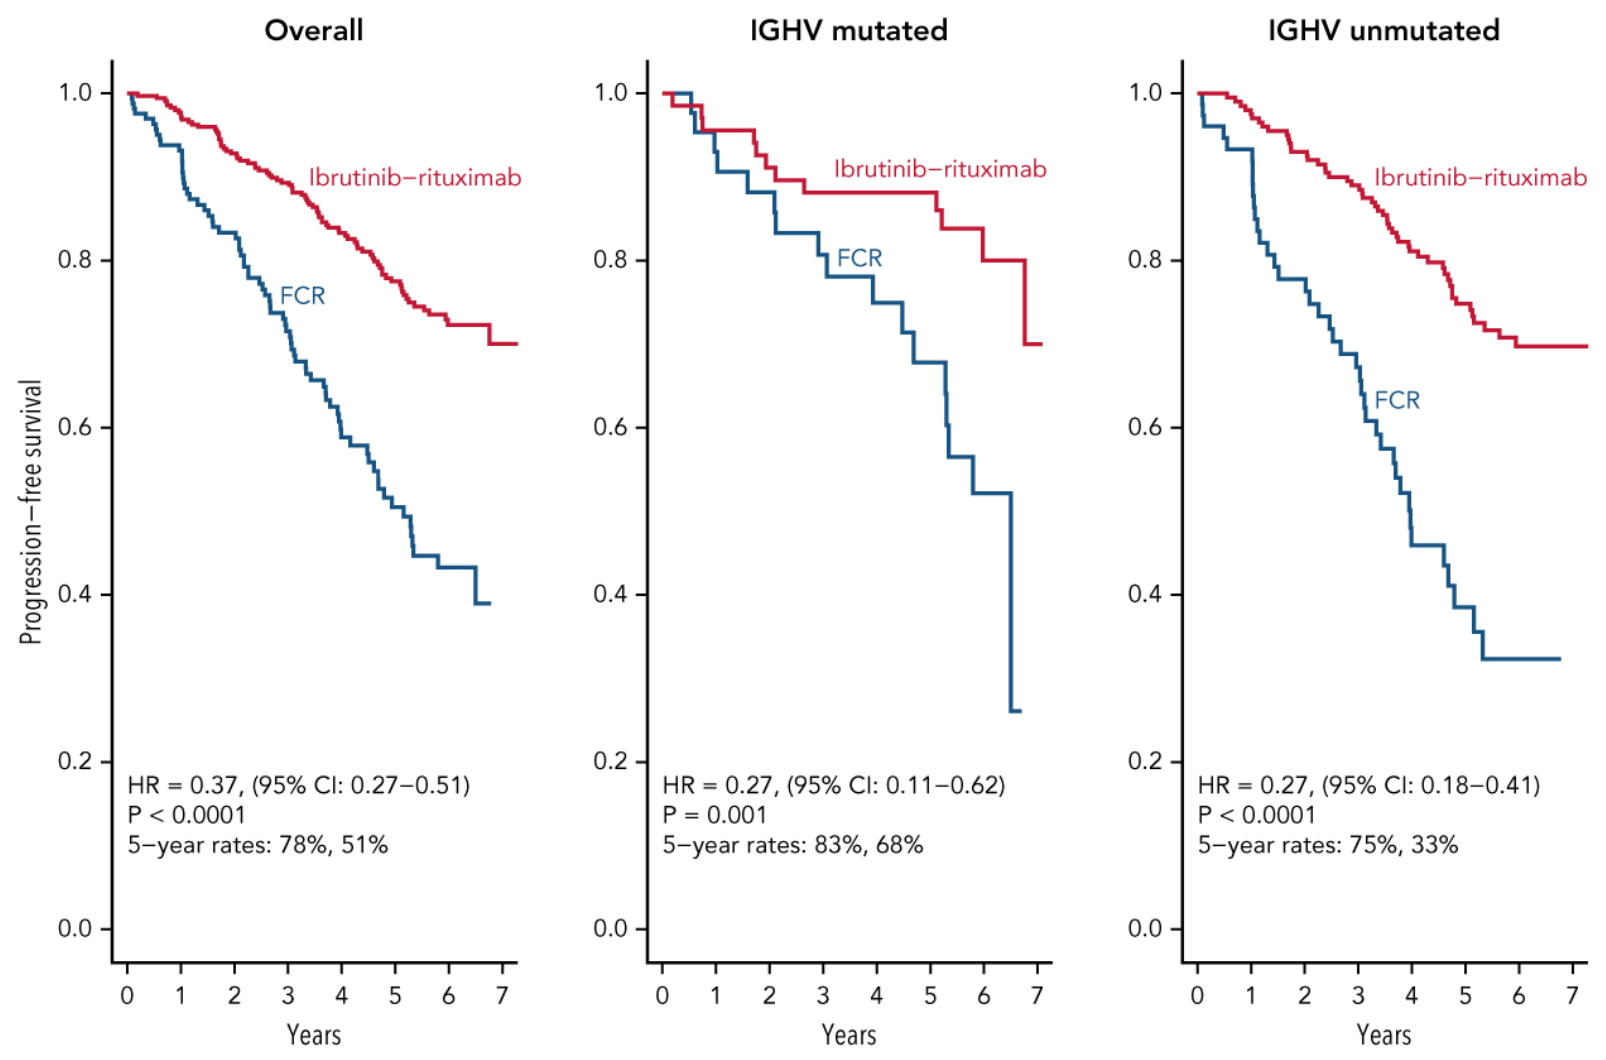 Overall
IGHV mutated
IGHV unmutated
Progression–free survival
1.0
0.8
0.6
0.4
0.2
0.0
Ibrutinib–rituximab
FCR
HR = 0.37, (95% CI: 0.27–0.51)
P < 0.0001
5–year rates: 78%, 51%
0 1 2 3 4 5 6 7
Years
1.0
0.8
0.6
0.4
0.2
0.0
Ibrutinib–rituximab
FCR
HR = 0.27, (95% CI: 0.11–0.62)
P = 0.001
5–year rates: 83%, 68%
0 1 2 3 4 5 6 7
Years
1.0
0.8
0.6
0.4
0.2
0.0
Ibrutinib–rituximab
FCR
HR = 0.27, (95% CI: 0.18–0.41)
P < 0.0001
5–year rates: 75%, 33%
0 1 2 3 4 5 6 7
Years